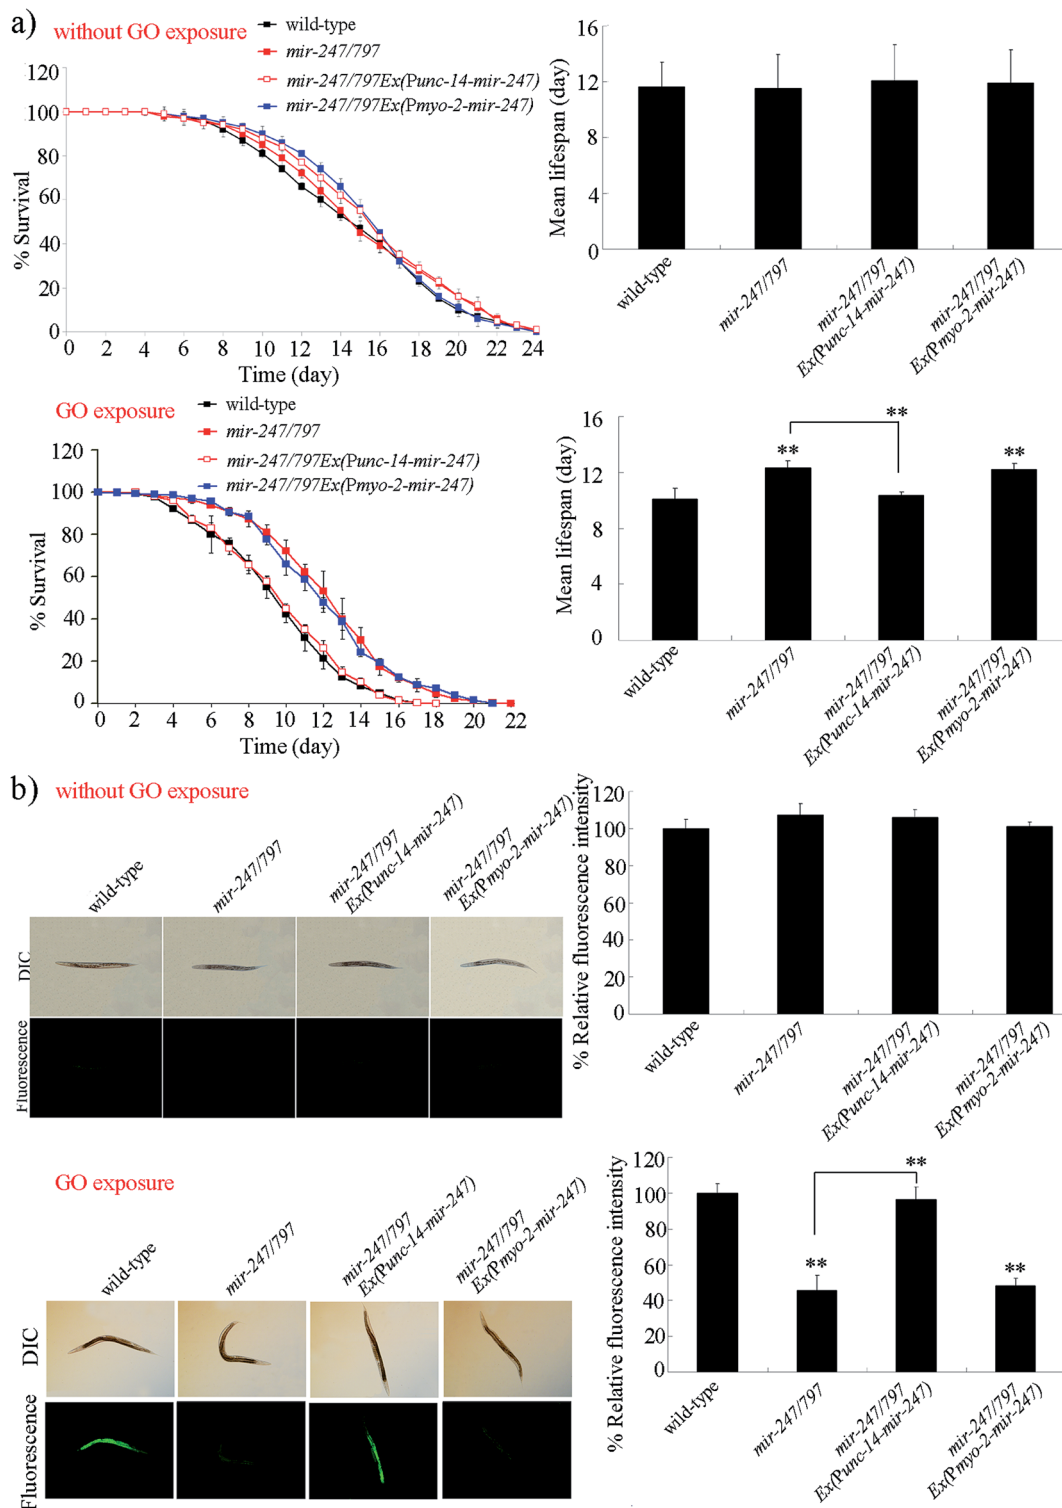 a)
without GO exposure
wild-type
mir-247/797
mir-247/797Ex(Punc-14-mir-247)
mir-247/797Ex(Pmyo-2-mir-247)
120
100
80
60
40
20
0
% Survival
0 2 4 6 8 10 12 14 16 18 20 22 24
Time (day)
16
12
8
4
0
Mean lifespan (day)
wild-type
mir-247/797
mir-247/797
Ex(Punc-14-mir-247)
mir-247/797
Ex(Pmyo-2-mir-247)
GO exposure
wild-type
mir-247/797
mir-247/797Ex(Punc-14-mir-247)
mir-247/797Ex(Pmyo-2-mir-247)
120
100
80
60
40
20
0
% Survival
0 2 4 6 8 10 12 14 16 18 20 22
Time (day)
16
12
8
4
0
Mean lifespan (day)
**
**
**
wild-type
mir-247/797
mir-247/797
Ex(Punc-14-mir-247)
mir-247/797
Ex(Pmyo-2-mir-247)
b)
without GO exposure
wild-type
mir-247/797
mir-247/797
Ex(Punc-14-mir-247)
mir-247/797
Ex(Pmyo-2-mir-247)
DIC
Fluorescence
120
100
80
60
40
20
0
% Relative fluorescence intensity
wild-type
mir-247/797
mir-247/797
Ex(Punc-14-mir-247)
mir-247/797
Ex(Pmyo-2-mir-247)
GO exposure
wild-type
mir-247/797
mir-247/797
Ex(Punc-14-mir-247)
mir-247/797
Ex(Pmyo-2-mir-247)
DIC
Fluorescence
120
100
80
60
40
20
0
% Relative fluorescence intensity
**
**
**
wild-type
mir-247/797
mir-247/797
Ex(Punc-14-mir-247)
mir-247/797
Ex(Pmyo-2-mir-247)